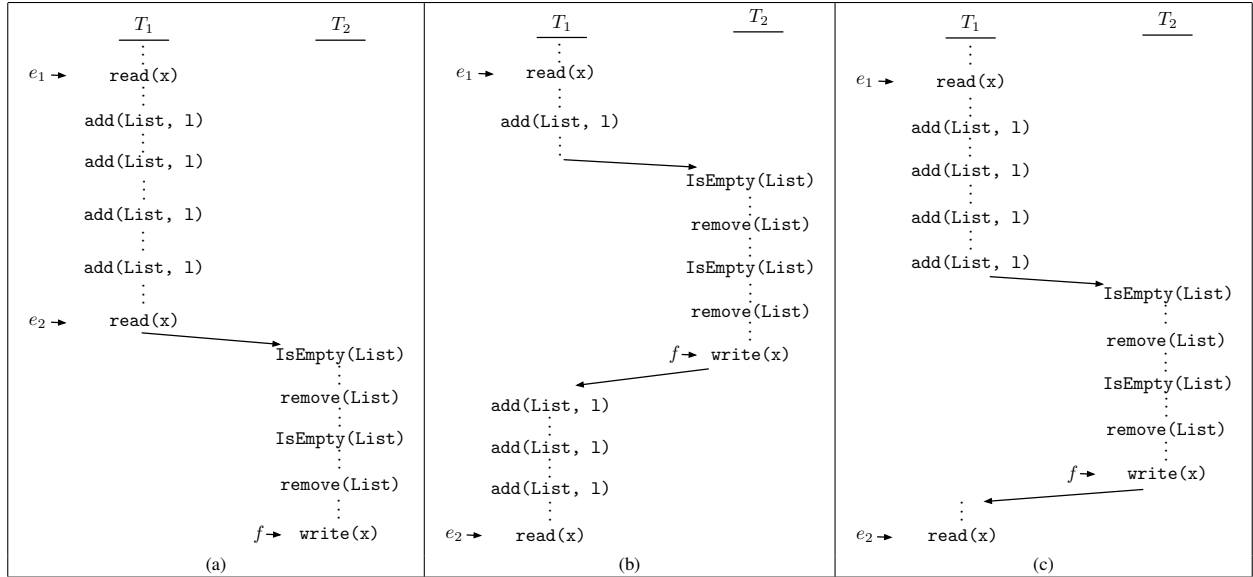 T1 T2
e1 → read(x)
add(List, l)
add(List, l)
add(List, l)
add(List, l)
e2 → read(x)
IsEmpty(List)
remove(List)
IsEmpty(List)
remove(List)
f → write(x)
(a)
T1 T2
e1 → read(x)
add(List, l)
IsEmpty(List)
remove(List)
IsEmpty(List)
remove(List)
f → write(x)
add(List, l)
add(List, l)
add(List, l)
e2 → read(x)
(b)
T1 T2
e1 → read(x)
add(List, l)
add(List, l)
add(List, l)
add(List, l)
IsEmpty(List)
remove(List)
IsEmpty(List)
remove(List)
f → write(x)
e2 → read(x)
(c)